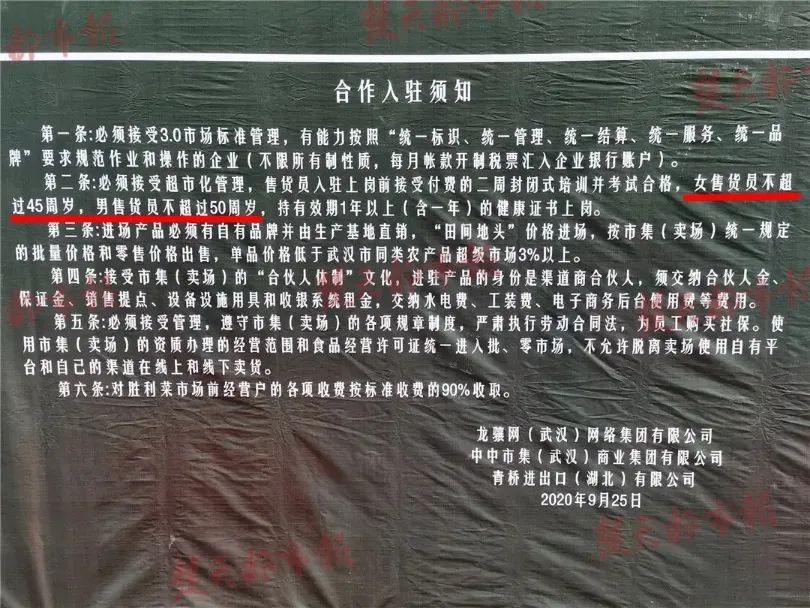 合作入驻须知
第一条:必须接受3.0市场标准管理，有能力按照“统一标识、统一管理、统一结算、统一服务、统一品
牌”要求规范作业和操作的企业（不限所有制性质，每月帐款开制税票汇入企业银行账户）。
第二条:必须接受超市化管理，售货员入驻上岗前接受付费的二周封闭式培训并考试合格，女售货员不超
过45周岁，男售货员不超过50周岁，持有效期1年以上（含一年）的健康证书上岗。
第三条:进场产品必须有自有品牌并由生产基地直销，“田间地头”价格进场，按市集（卖场）统一规定
的批量价格和零售价格出售，单品价格低于武汉市同类农产品超级市场3%以上。
第四条:接受市集（卖场）的“合伙人体制”文化，进驻产品的身份是渠道商合伙人，须交纳合伙人金、
保证金、销售提点、设备设施用具和收银系统租金，交纳水电费、工装费、电子商务后台使用费等费用。
第五条:必须接受管理，遵守市集（卖场）的各项规章制度，严肃执行劳动合同法，为员工购买社保。使
用市集（卖场）的资质办理的经营范围和食品经营许可证统一进入批、零市场，不允许脱离卖场使用自有平
台和自己的渠道在线上和线下卖货。
第六条:对胜利菜市场前经营户的各项收费按标准收费的90%收取。
龙骧网（武汉）网络集团有限公司
中中市集（武汉）商业集团有限公司
青桥进出口（湖北）有限公司
2020年9月25日
楚天都市报